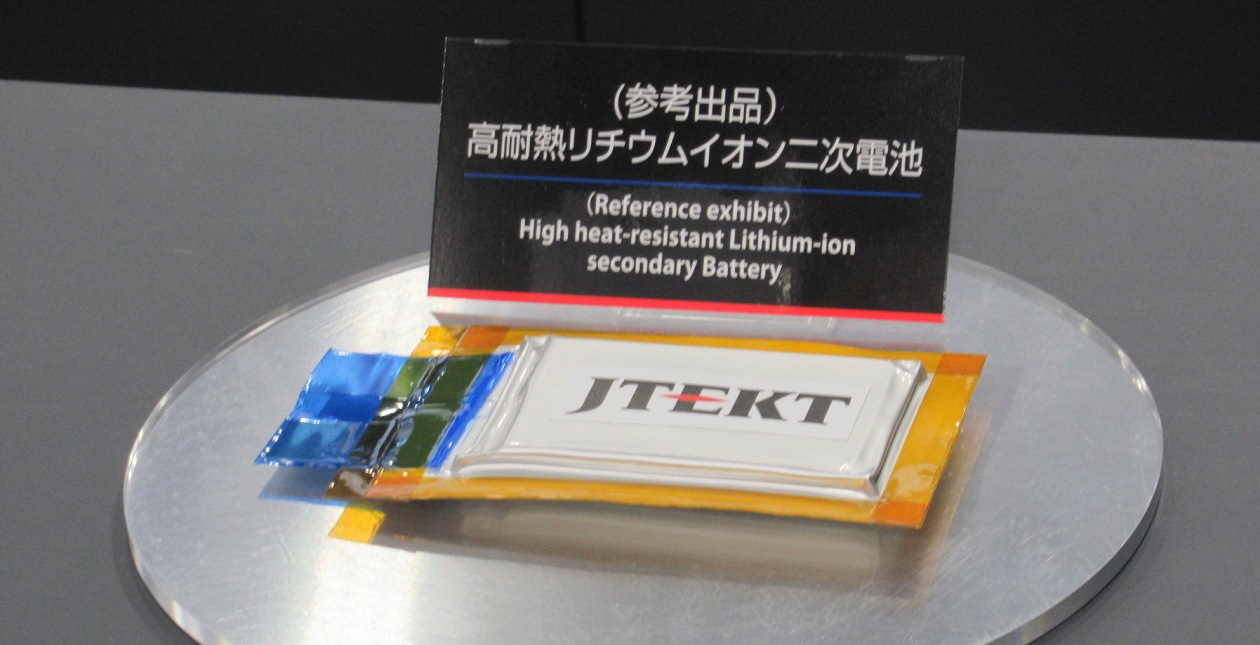 （参考出品）
高耐熱リチウムイオン二次電池
（Reference exhibit）
High heat-resistant Lithium-ion
secondary Battery
JTEKT